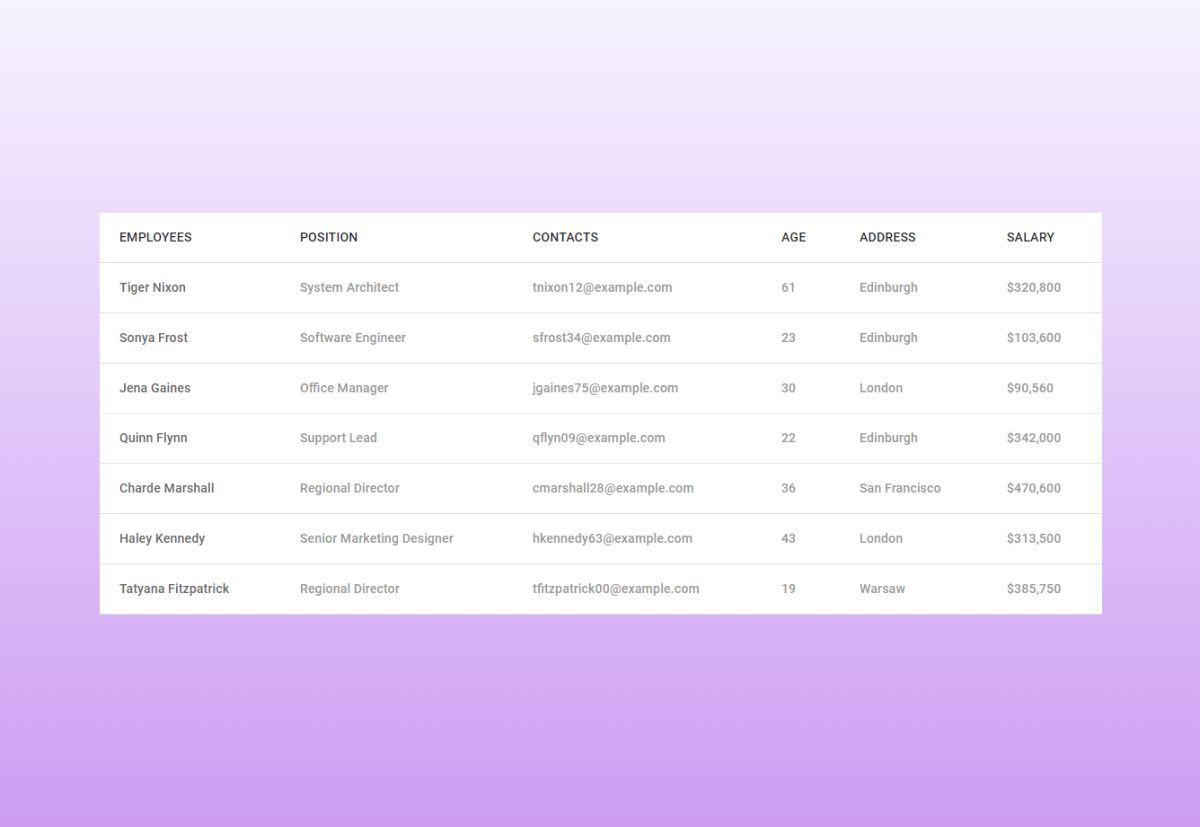 EMPLOYEES POSITION CONTACTS AGE ADDRESS SALARY
Tiger Nixon System Architect tnixon12@example.com 61 Edinburgh $320,800
Sonya Frost Software Engineer sfrost34@example.com 23 Edinburgh $103,600
Jena Gaines Office Manager jgaines75@example.com 30 London $90,560
Quinn Flynn Support Lead qflyn09@example.com 22 Edinburgh $342,000
Charde Marshall Regional Director cmarshall28@example.com 36 San Francisco $470,600
Haley Kennedy Senior Marketing Designer hkennedy63@example.com 43 London $313,500
Tatyana Fitzpatrick Regional Director tfitzpatrick00@example.com 19 Warsaw $385,750